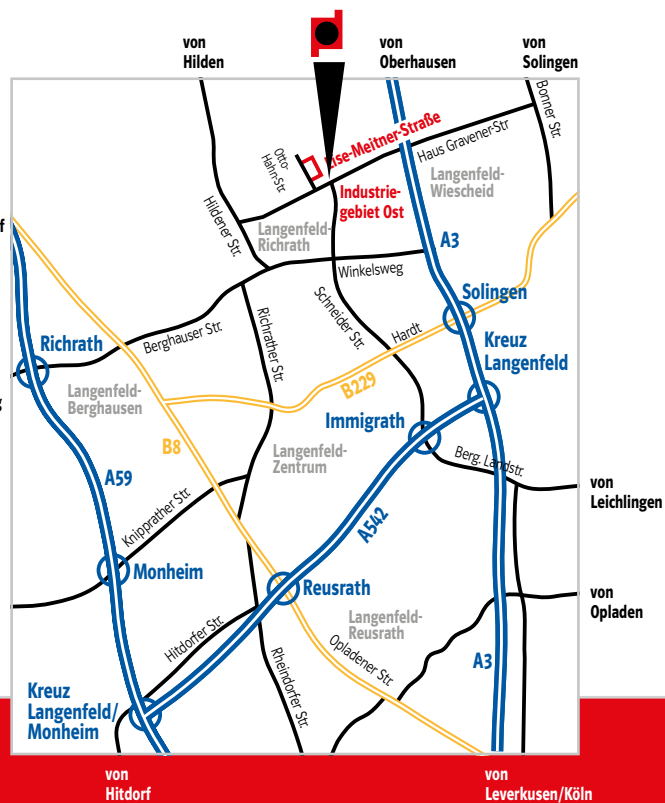 von
Hilden
von
Oberhausen
von
Solingen
Bonner Str.
Lise-Meitner-Straße
Haus Gravener-Str
Otto-
Hahn-Str.
Langenfeld-
Wiescheid
Industrie-
gebiet Ost
Hildener Str.
Langenfeld-
Richrath
f
A3
Winkelsweg
Solingen
Schneider Str.
Richrather Str.
Berghauser Str.
Hardt
Richrath
Kreuz
Langenfeld
B229
Langenfeld-
Berghausen
g
Immigrath
B8
Langenfeld-
Zentrum
Berg. Landstr.
A59
von
Leichlingen
Knipprather Str.
A542
Monheim
Reusrath
von
Opladen
Langenfeld-
Reusrath
Hitdorfer Str.
Opladener Str.
Rheindorfer Str.
A3
Kreuz
Langenfeld/
Monheim
von
Hitdorf
von
Leverkusen/Köln